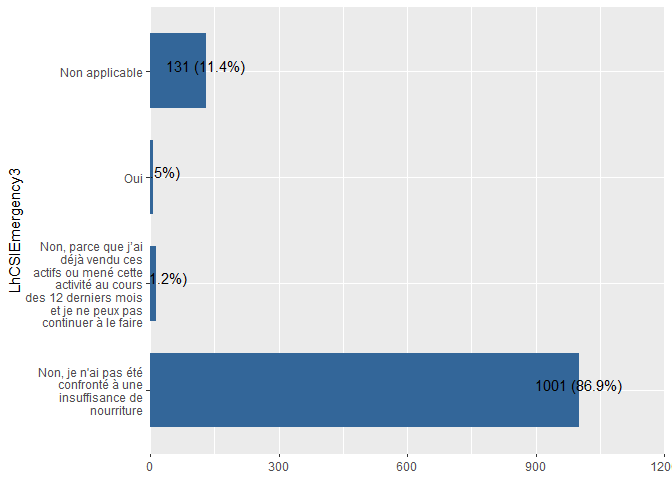 Non applicable
131 (11.4%)
Oui
5%)
LhCSIEmergency3
Non, parce que j'ai
déjà vendu ces
actifs ou mené cette
activité au cours
des 12 derniers mois
et je ne peux pas
continuer à le faire
1.2%)
Non, je n'ai pas été
confronté à une
insuffisance de
nourriture
1001 (86.9%)
0
300
600
900
120